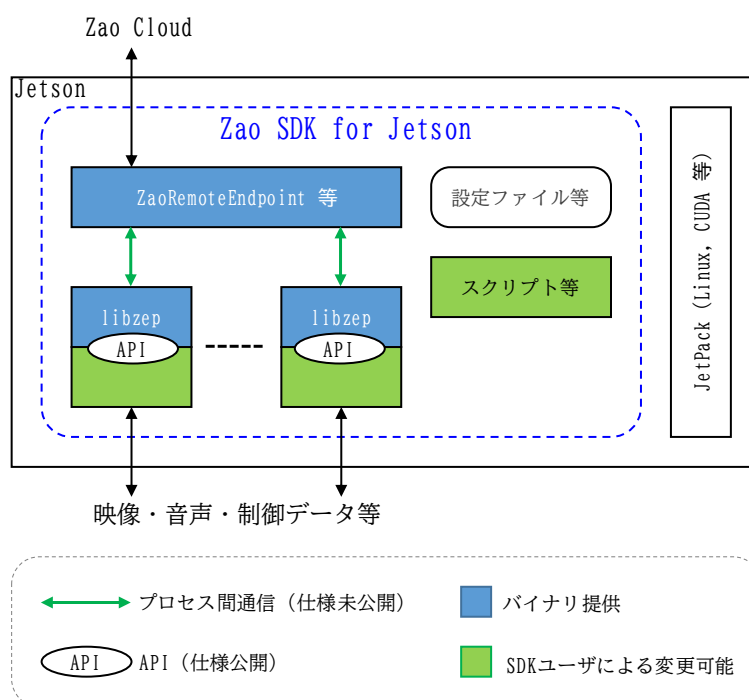 Zao Cloud
Jetson
Zao SDK for Jetson
ZaoRemoteEndpoint 等
設定ファイル等
スクリプト等
libzep
API
libzep
API
JetPack (Linux, CUDA 等)
映像・音声・制御データ等
プロセス間通信（仕様未公開）
バイナリ提供
API
API（仕様公開）
SDKユーザによる変更可能